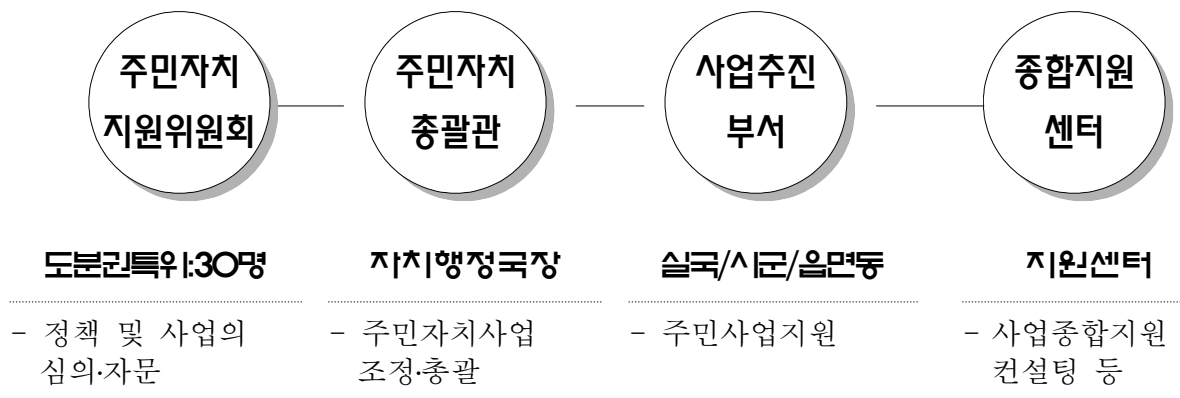 주민자치
지원위원회
주민자치
총괄관
사업추진
부서
종합지원
센터
도분권특위:30명
자치행정국장
실국/시군/읍면동
지원센터
- 정책 및 사업의
심의·자문
- 주민자치사업
조정·총괄
- 주민사업지원
- 사업종합지원
컨설팅 등